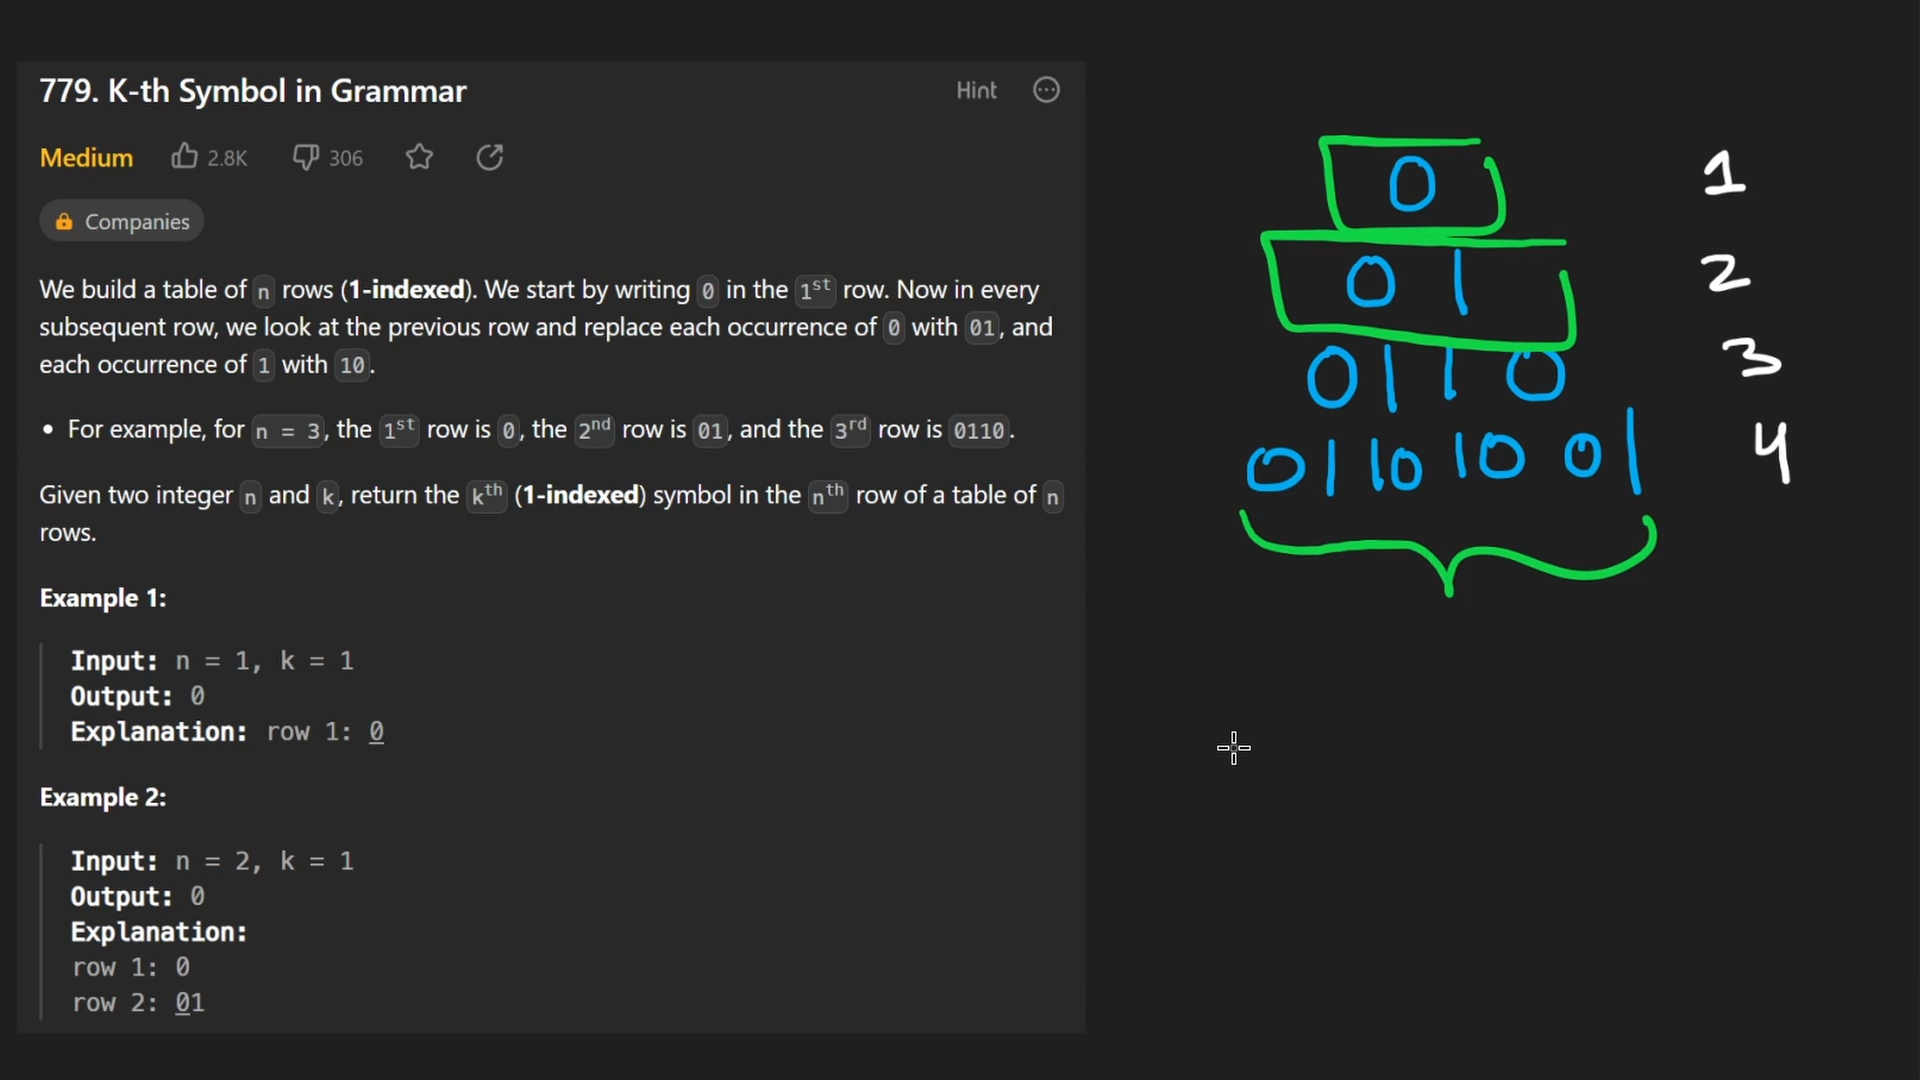 779. K-th Symbol in Grammar
Hint
Medium 2.8K 306
Companies
We build a table of n rows (1-indexed). We start by writing 0 in the 1st row. Now in every
subsequent row, we look at the previous row and replace each occurrence of 0 with 01, and
each occurrence of 1 with 10.
• For example, for n = 3, the 1st row is 0, the 2nd row is 01, and the 3rd row is 0110.
Given two integer n and k, return the kth (1-indexed) symbol in the nth row of a table of n
rows.
Example 1:
Input: n = 1, k = 1
Output: 0
Explanation: row 1: 0
Example 2:
Input: n = 2, k = 1
Output: 0
Explanation:
row 1: 0
row 2: 01
0 1
0 1 2
0 1 1 0 3
0 1 1 0 1 0 0 1 4